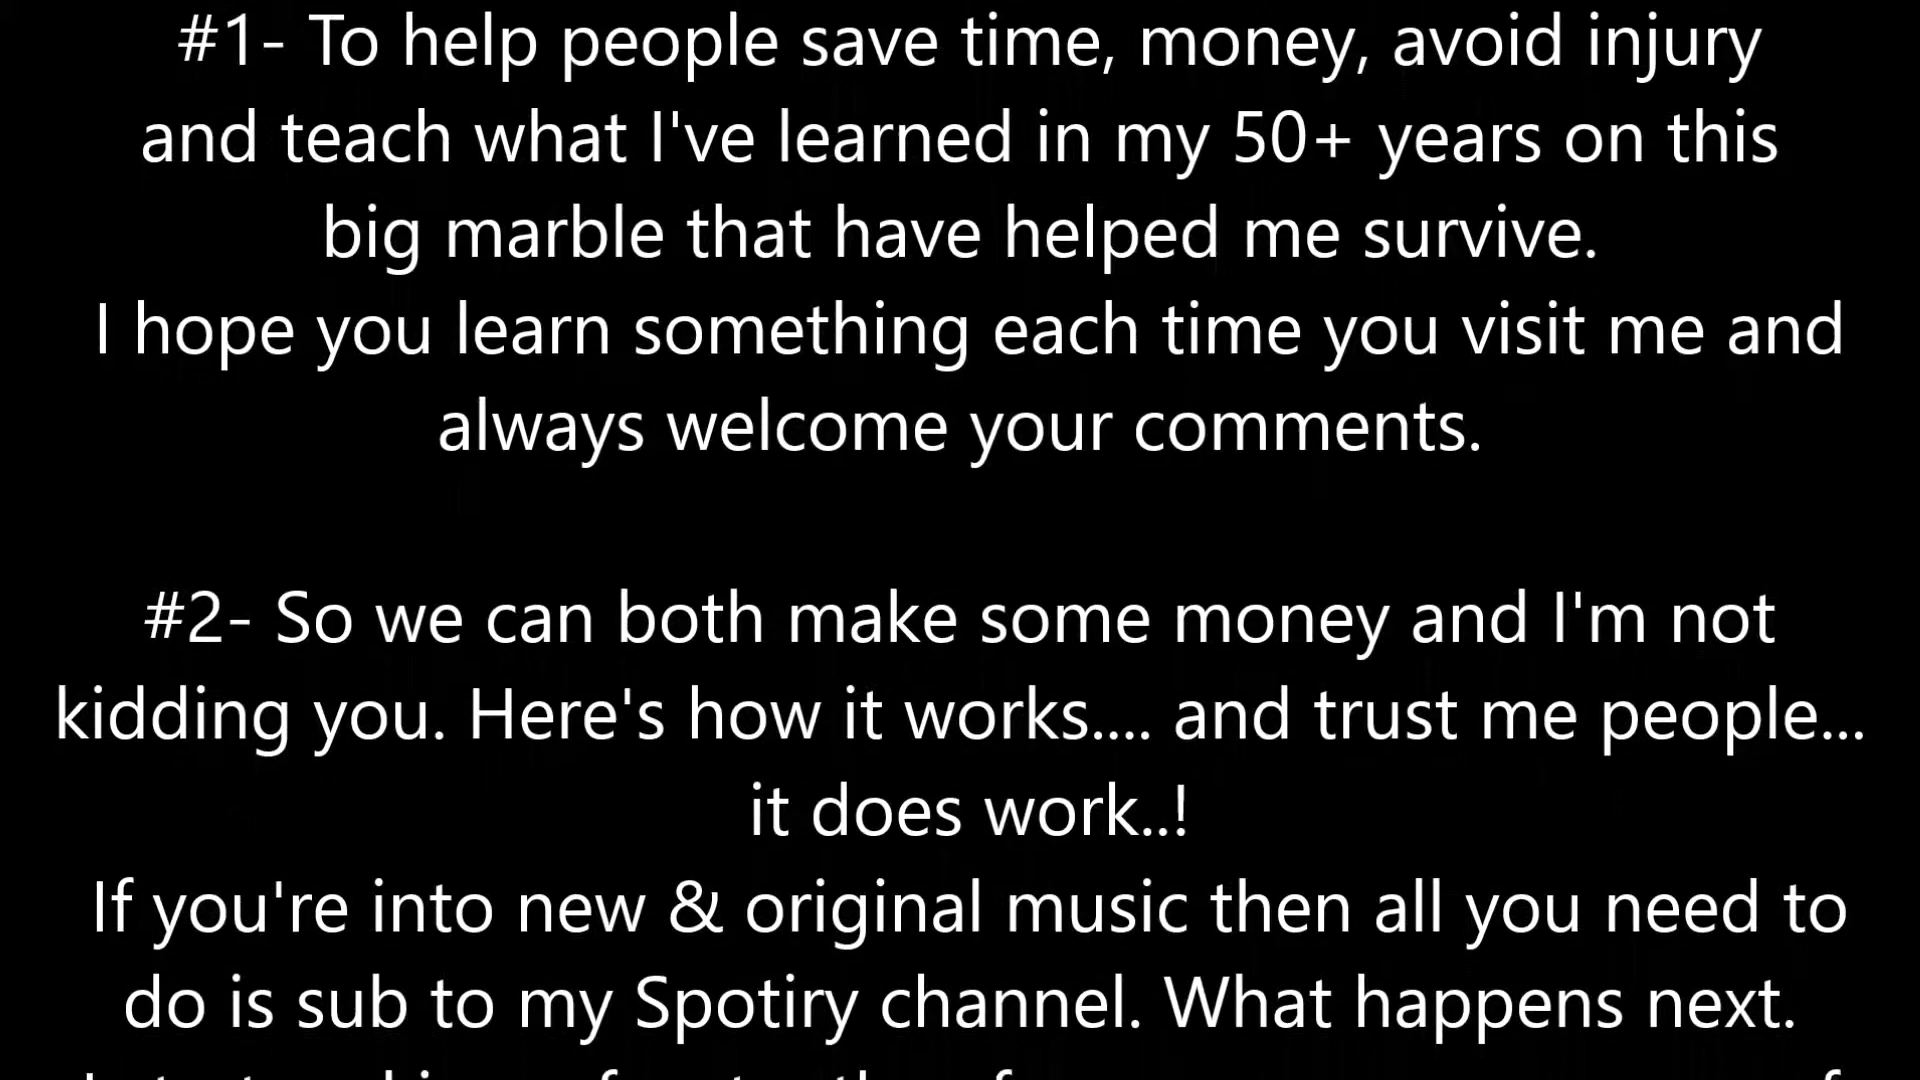 #1- To help people save time, money, avoid injury
and teach what I've learned in my 50+ years on this
big marble that have helped me survive.
I hope you learn something each time you visit me and
always welcome your comments.
#2- So we can both make some money and I'm not
kidding you. Here's how it works.... and trust me people...
it does work..!
If you're into new & original music then all you need to
do is sub to my Spotiry channel. What happens next.